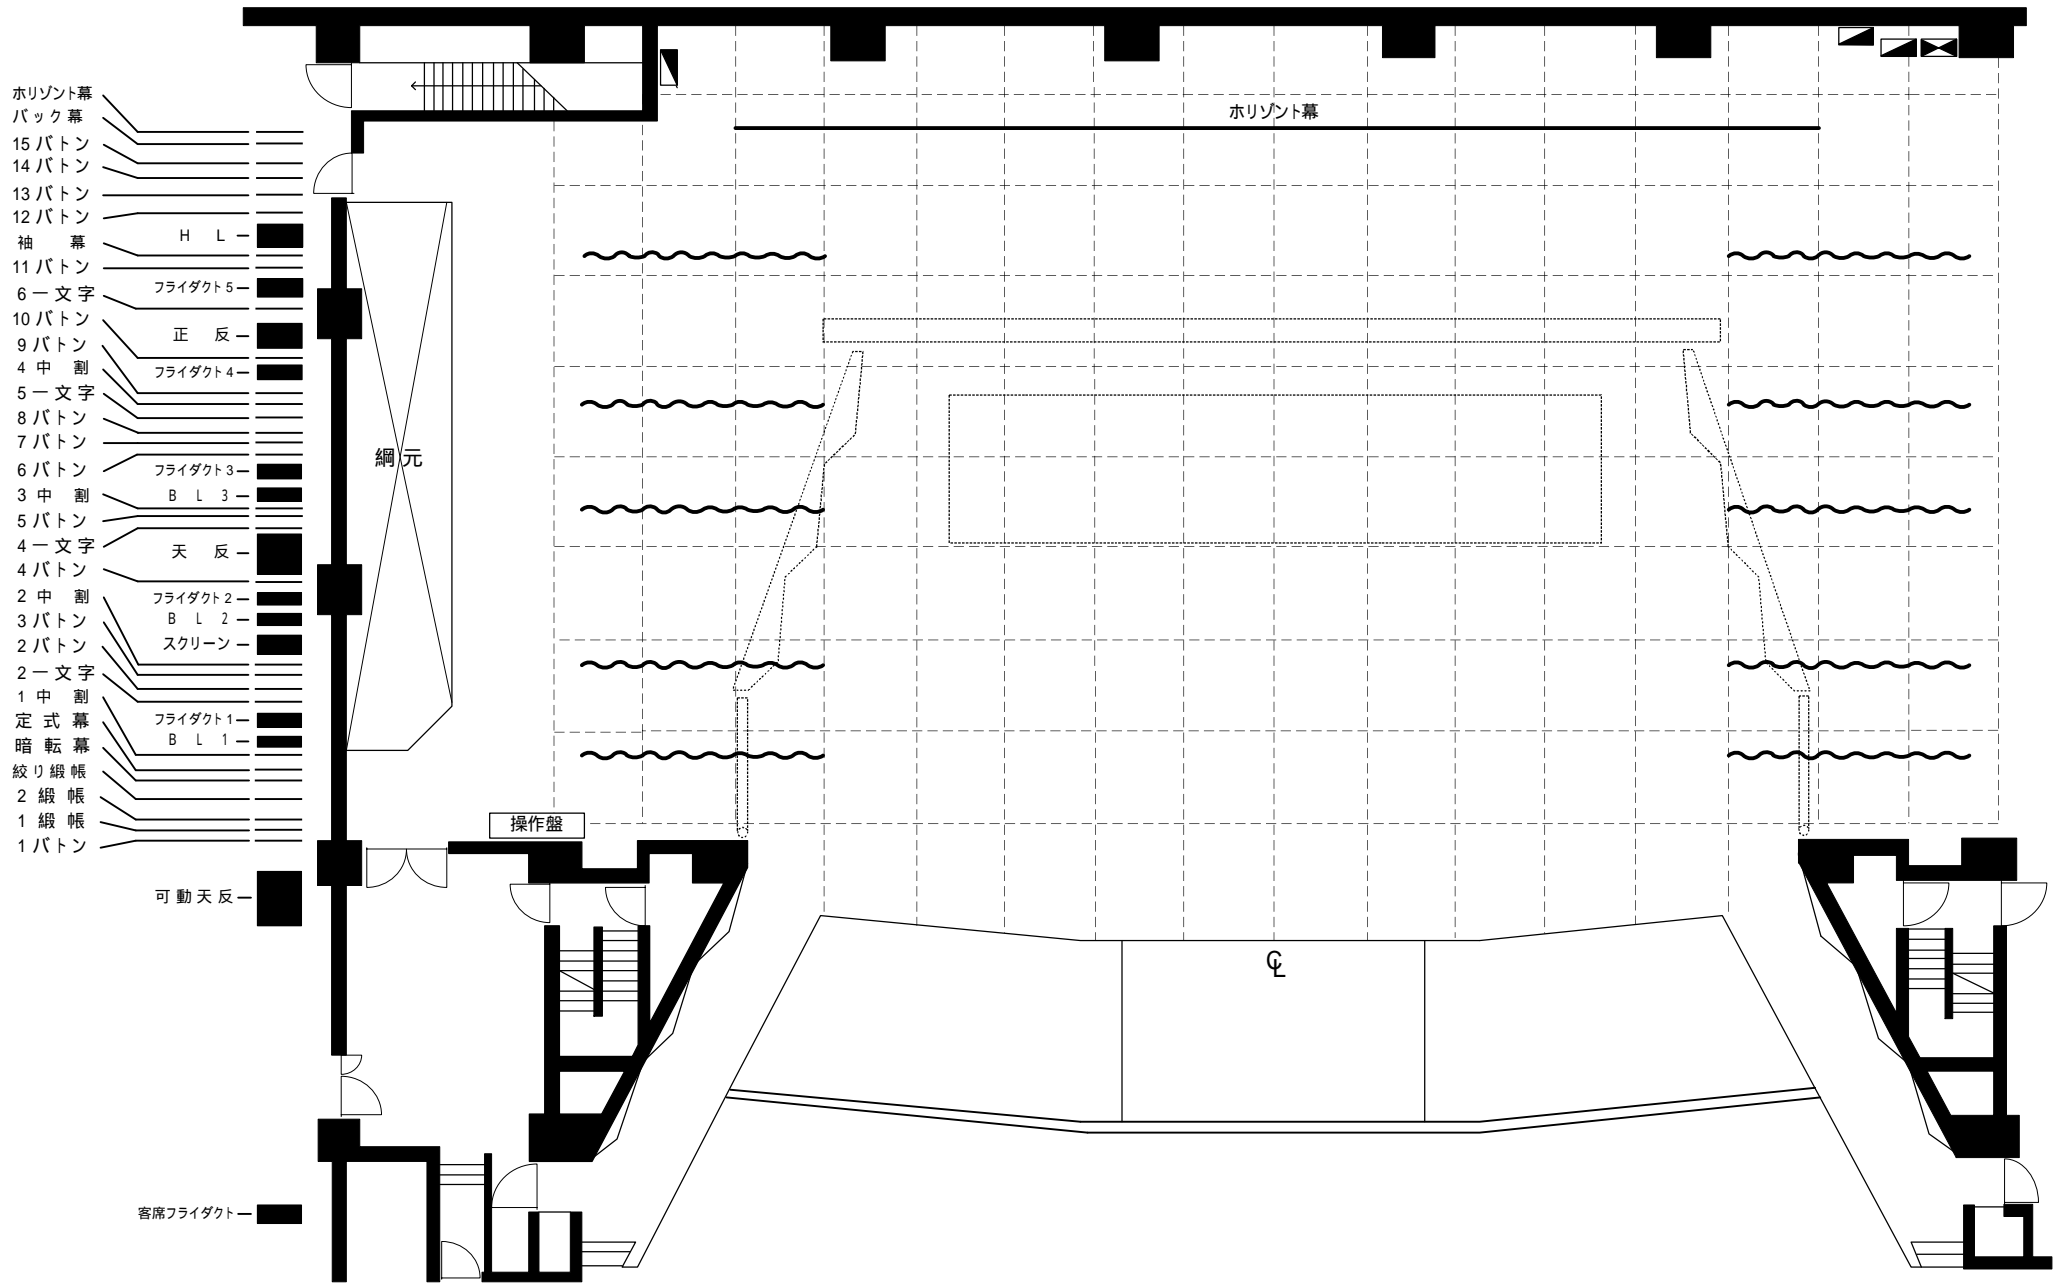 ホリゾント幕
バック幕
15バトン
14バトン
13バトン
12バトン
袖 幕
11バトン
6一文字
10バトン
9バトン
4中 割
5一文字
8バトン
7バトン
6バトン
3中 割
5バトン
4一文字
4バトン
2中 割
3バトン
2バトン
2一文字
1中 割
定式幕
暗転幕
絞り緞帳
2緞帳
1緞帳
1バトン
H L
フライダクト5
正 反
フライダクト4
フライダクト3
B L 3
天 反
フライダクト2
B L 2
スクリーン
フライダクト1
B L 1
可動天反
客席フライダクト
ホリゾント幕
綱元
操作盤
℄